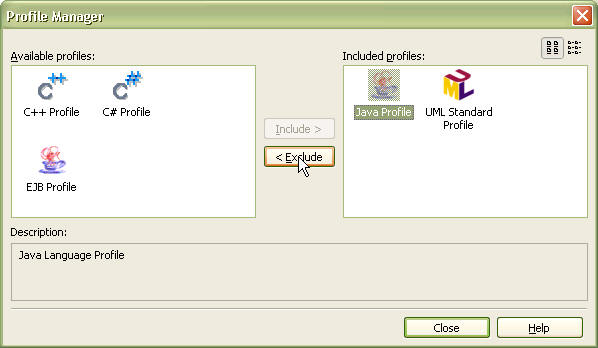 Profile Manager
Available profiles:
Included profiles:
C++ Profile
C# Profile
EJB Profile
Include >
< Exclude
Java Profile
UML Standard
Profile
Description:
Java Language Profile
Close
Help